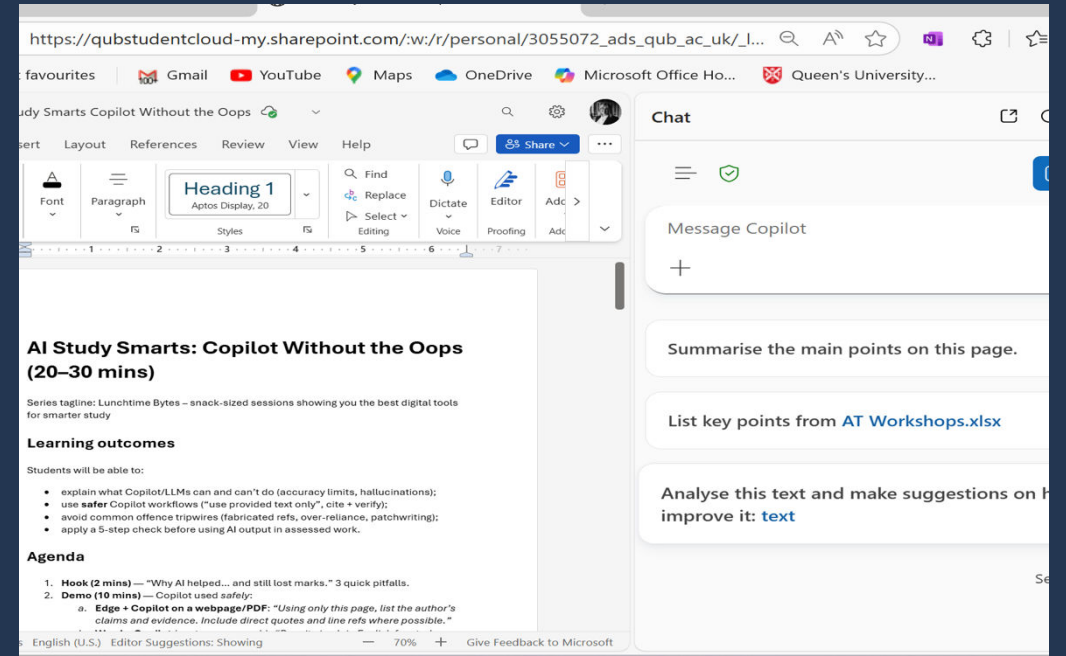 https://qubstudentcloud-my.sharepoint.com/:w:/r/personal/3055072_ads_qub_ac_uk/_l...
favourites Gmail YouTube Maps OneDrive Microsoft Office Ho... Queen's University...
Smarts Copilot Without the Oops
Layout References Review View Help Share
Font Paragraph Heading 1 Aptos Display, 20 Find Replace Select Dictate Editor
Styles Editing Voice Proofing
1 2 3 4 5 6 7
AI Study Smarts: Copilot Without the Oops
(20–30 mins)
Series tagline: Lunchtime Bytes – snack-sized sessions showing you the best digital tools
for smarter study
Learning outcomes
Students will be able to:
explain what Copilot/LLMs can and can't do (accuracy limits, hallucinations);
use safer Copilot workflows ("use provided text only", cite + verify);
avoid common offence tripwires (fabricated refs, over-reliance, patchwriting);
apply a 5-step check before using AI output in assessed work.
Agenda
1. Hook (2 mins) — "Why AI helped... and still lost marks." 3 quick pitfalls.
2. Demo (10 mins) — Copilot used safely:
a. Edge + Copilot on a webpage/PDF: "Using only this page, list the author's
claims and evidence. Include direct quotes and line refs where possible."
English (U.S.) Editor Suggestions: Showing 70% Give Feedback to Microsoft
Chat
Message Copilot
Summarise the main points on this page.
List key points from AT Workshops.xlsx
Analyse this text and make suggestions on
improve it: text